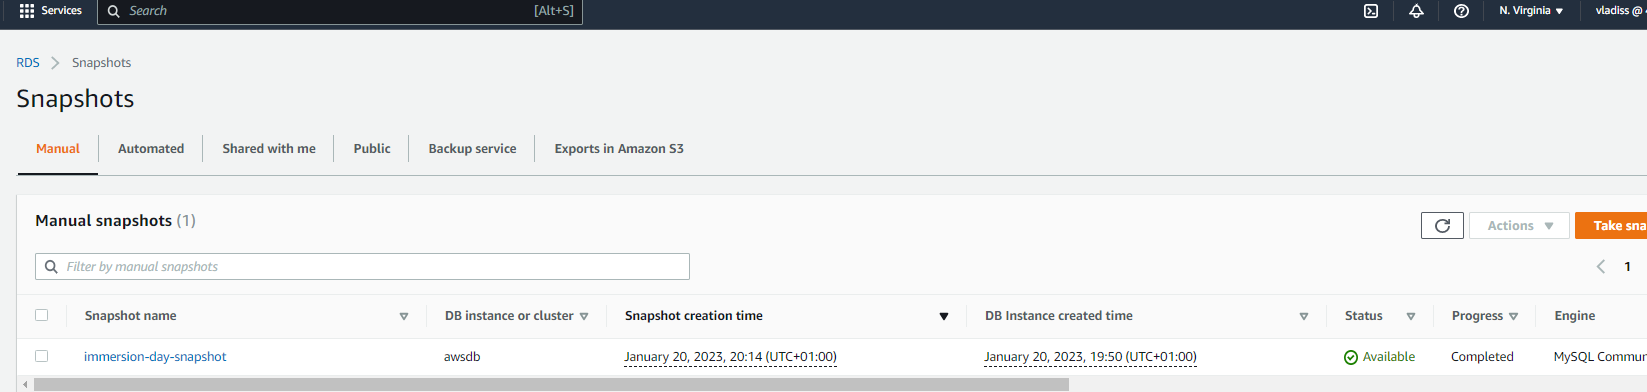 Services Search [Alt+S] N. Virginia vladiss @
RDS Snapshots
Snapshots
Manual Automated Shared with me Public Backup service Exports in Amazon S3
Manual snapshots (1)
Actions Take sna
Filter by manual snapshots
1
Snapshot name DB instance or cluster Snapshot creation time DB Instance created time Status Progress Engine
immersion-day-snapshot awsdb January 20, 2023, 20:14 (UTC+01:00) January 20, 2023, 19:50 (UTC+01:00) Available Completed MySQL Commun